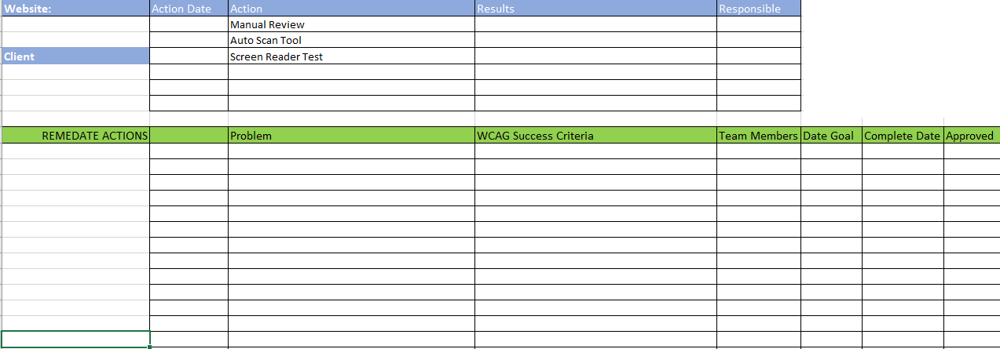 Website: Action Date Action Results Responsible
Manual Review
Auto Scan Tool
Client Screen Reader Test
REMEDATE ACTIONS Problem WCAG Success Criteria Team Members Date Goal Complete Date Approved